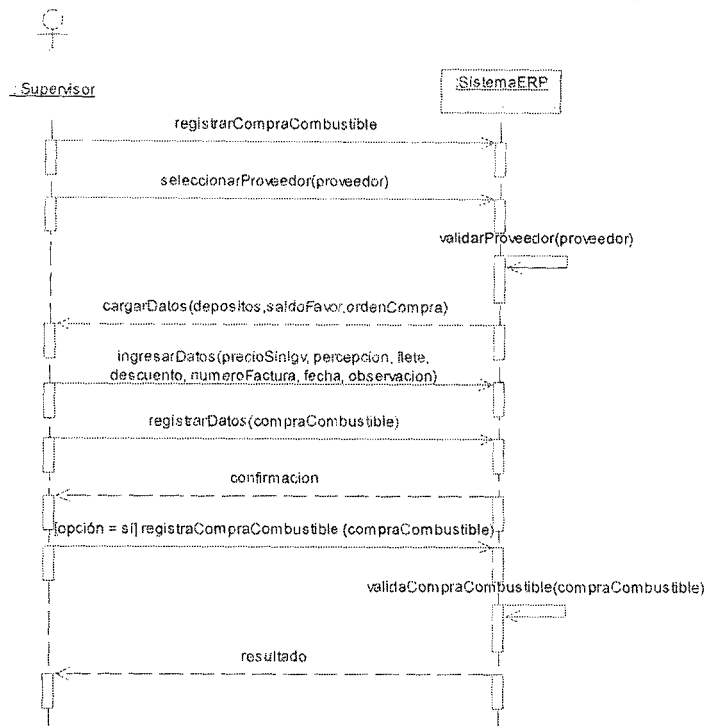 : Supervisor
:SistemaERP
registrarCompraCombustible
seleccionarProveedor(proveedor)
validarProveedor(proveedor)
cargarDatos(depositos,saldoFavor,ordenCompra)
ingresarDatos(precioSinIgv, percepcion, flete,
descuento, numeroFactura, fecha, observacion)
registrarDatos(compraCombustible)
confirmacion
[opción = sí] registraCompraCombustible (compraCombustible)
validaCompraCombustible(compraCombustible)
resultado